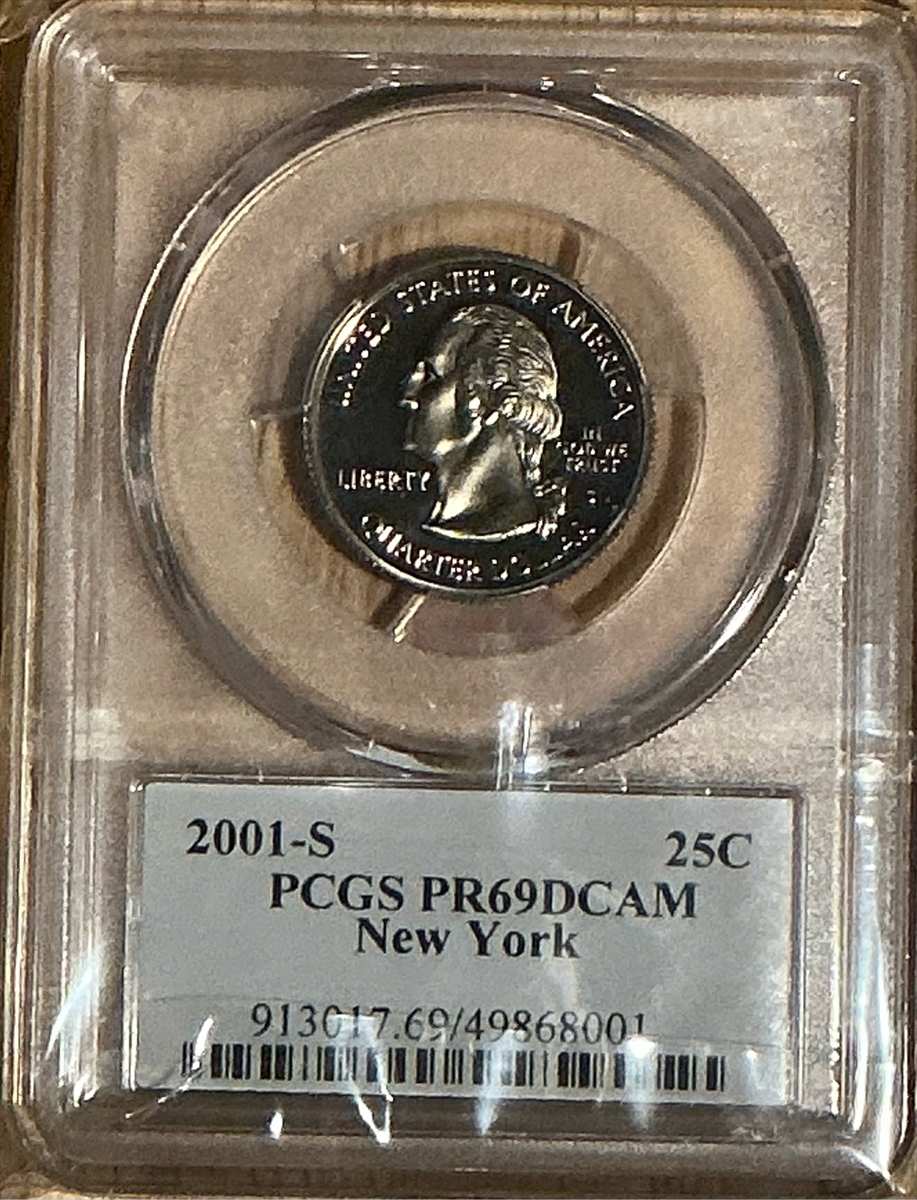 UNITED STATES OF AMERICA
IN
GOD WE
TRUST
LIBERTY
QUARTER DOLLAR
2001-S 25C
PCGS PR69DCAM
New York
913017.69/49868001